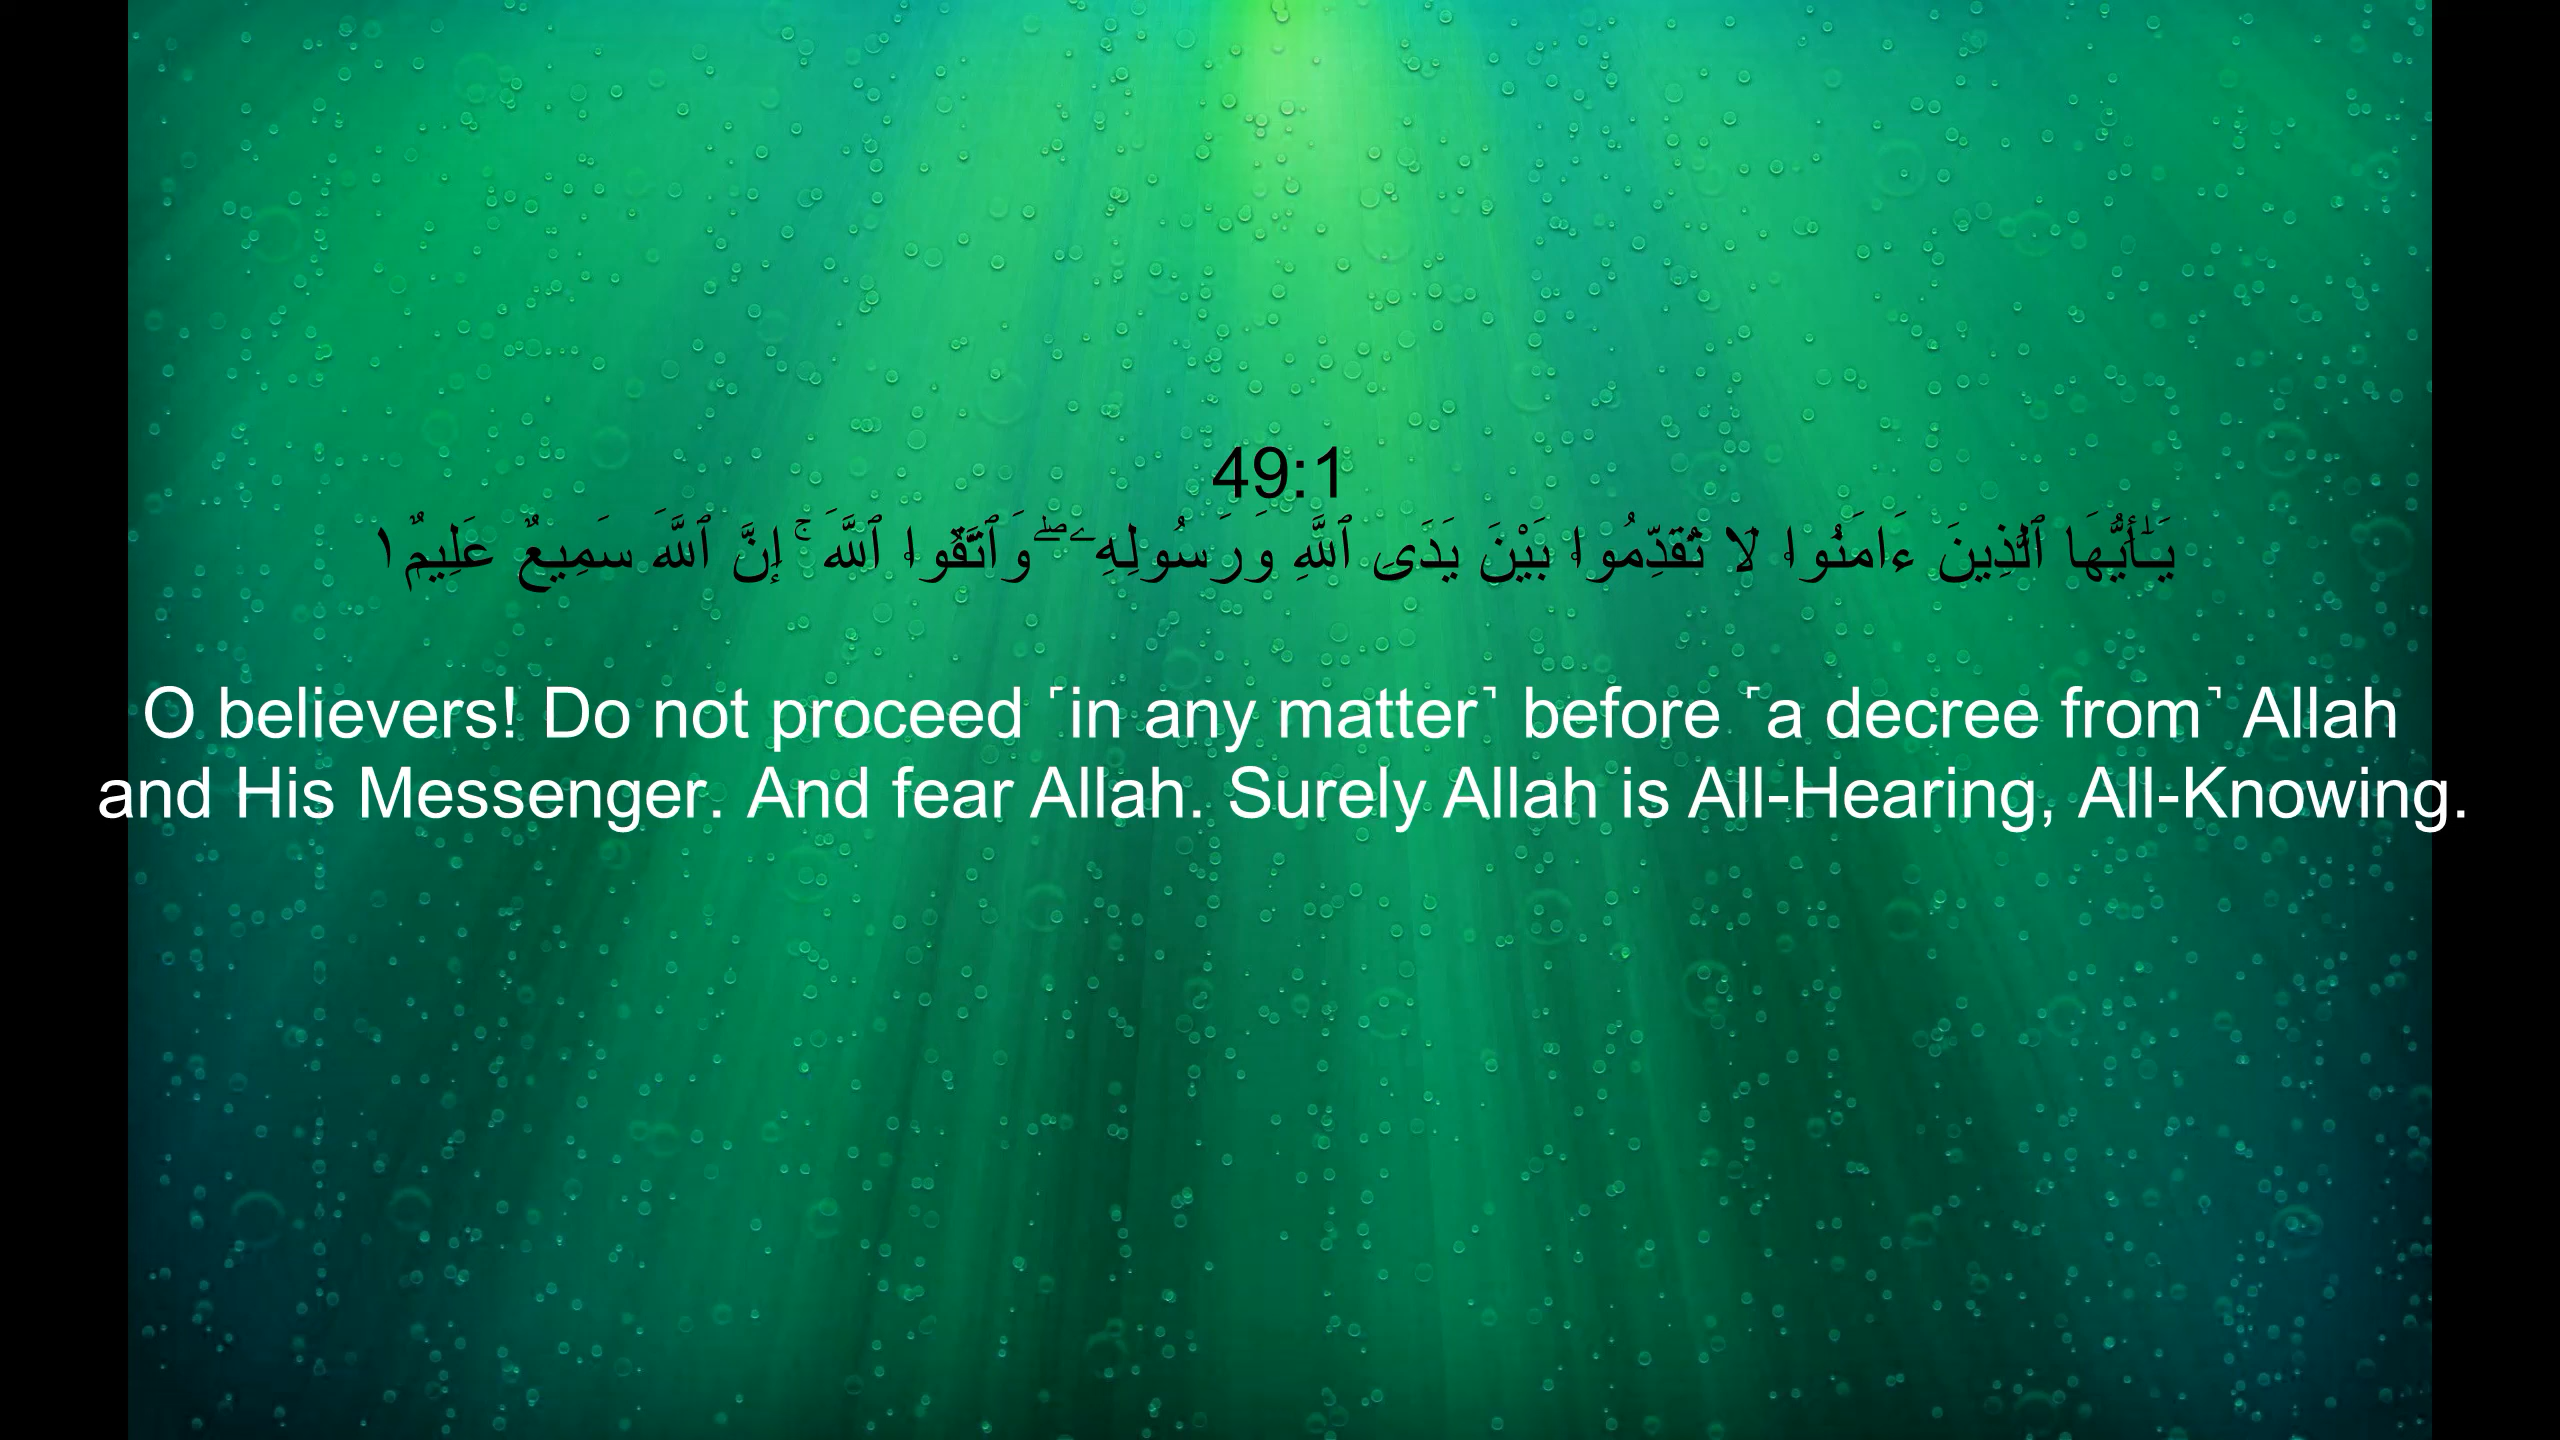 49:1
يَـٰٓأَيُّهَا ٱلَّذِينَ ءَامَنُوا۟ لَا تُقَدِّمُوا۟ بَيْنَ يَدَىِ ٱللَّهِ وَرَسُولِهِۦ ۖ وَٱتَّقُوا۟ ٱللَّهَ ۚ إِنَّ ٱللَّهَ سَمِيعٌ عَلِيمٌ ١
O believers! Do not proceed ˹in any matter˺ before ˹a decree from˺ Allah
and His Messenger. And fear Allah. Surely Allah is All-Hearing, All-Knowing.